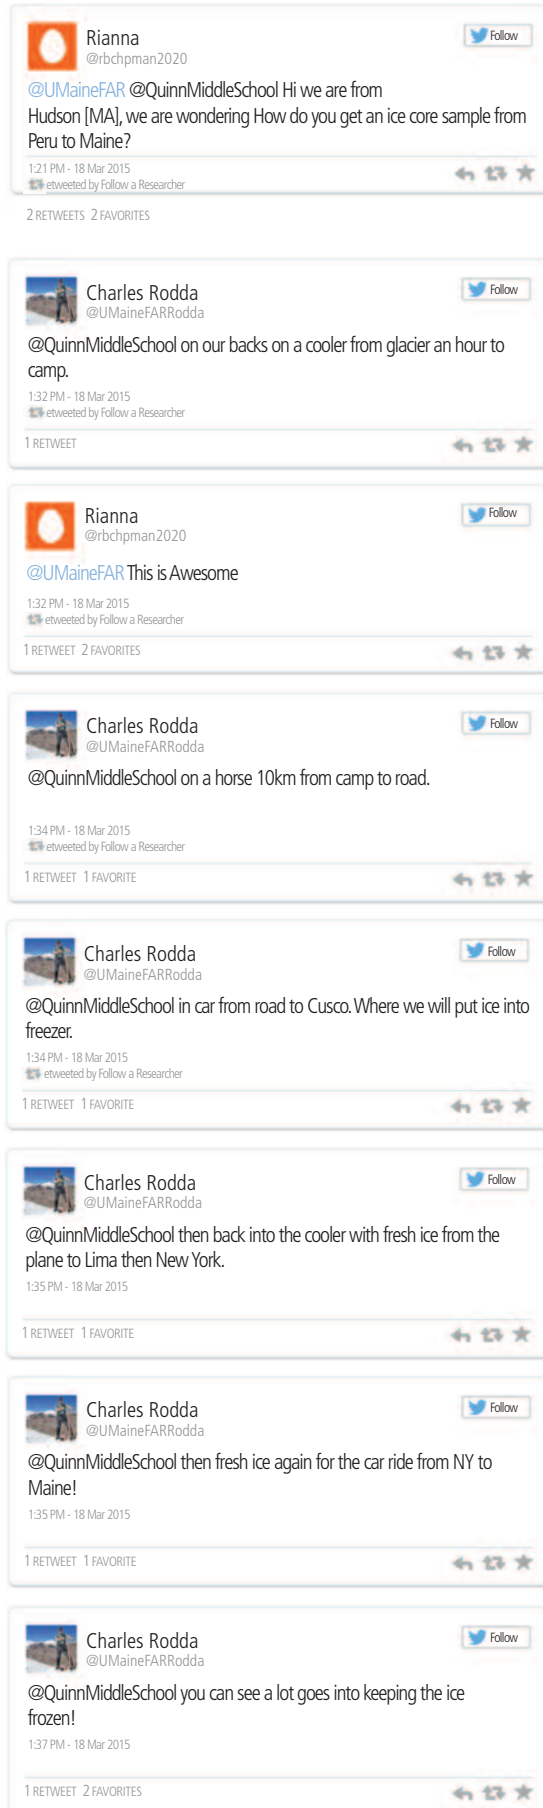 Rianna
Follow
@rbchpman2020
@UMaineFAR @QuinnMiddleSchool Hi we are from
Hudson [MA], we are wondering How do you get an ice core sample from
Peru to Maine?
1:21 PM - 18 Mar 2015
etweeted by Follow a Researcher
2 RETWEETS 2 FAVORITES
Charles Rodda
Follow
@UMaineFARRodda
@QuinnMiddleSchool on our backs on a cooler from glacier an hour to
camp.
1:32 PM - 18 Mar 2015
etweeted by Follow a Researcher
1 RETWEET
Rianna
Follow
@rbchpman2020
@UMaineFAR This is Awesome
1:32 PM - 18 Mar 2015
etweeted by Follow a Researcher
1 RETWEET 2 FAVORITES
Charles Rodda
Follow
@UMaineFARRodda
@QuinnMiddleSchool on a horse 10km from camp to road.
1:34 PM - 18 Mar 2015
etweeted by Follow a Researcher
1 RETWEET 1 FAVORITE
Charles Rodda
Follow
@UMaineFARRodda
@QuinnMiddleSchool in car from road to Cusco. Where we will put ice into
freezer.
1:34 PM - 18 Mar 2015
etweeted by Follow a Researcher
1 RETWEET 1 FAVORITE
Charles Rodda
Follow
@UMaineFARRodda
@QuinnMiddleSchool then back into the cooler with fresh ice from the
plane to Lima then New York.
1:35 PM - 18 Mar 2015
1 RETWEET 1 FAVORITE
Charles Rodda
Follow
@UMaineFARRodda
@QuinnMiddleSchool then fresh ice again for the car ride from NY to
Maine!
1:35 PM - 18 Mar 2015
1 RETWEET 1 FAVORITE
Charles Rodda
Follow
@UMaineFARRodda
@QuinnMiddleSchool you can see a lot goes into keeping the ice
frozen!
1:37 PM - 18 Mar 2015
1 RETWEET 2 FAVORITES